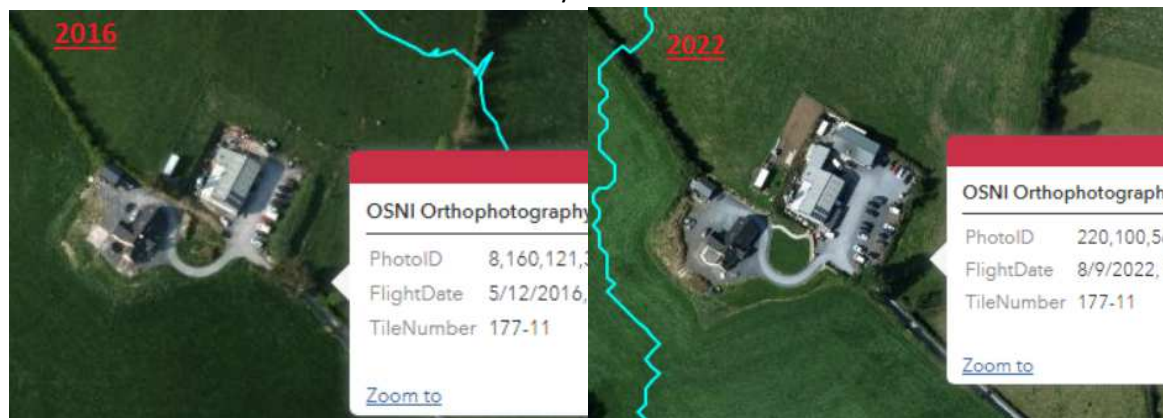 2016
OSNI Orthophotography
PhotoID 8,160,121,
FlightDate 5/12/2016,
TileNumber 177-11
Zoom to
2022
OSNI Orthophotograph
PhotoID 220,100,5
FlightDate 8/9/2022,
TileNumber 177-11
Zoom to